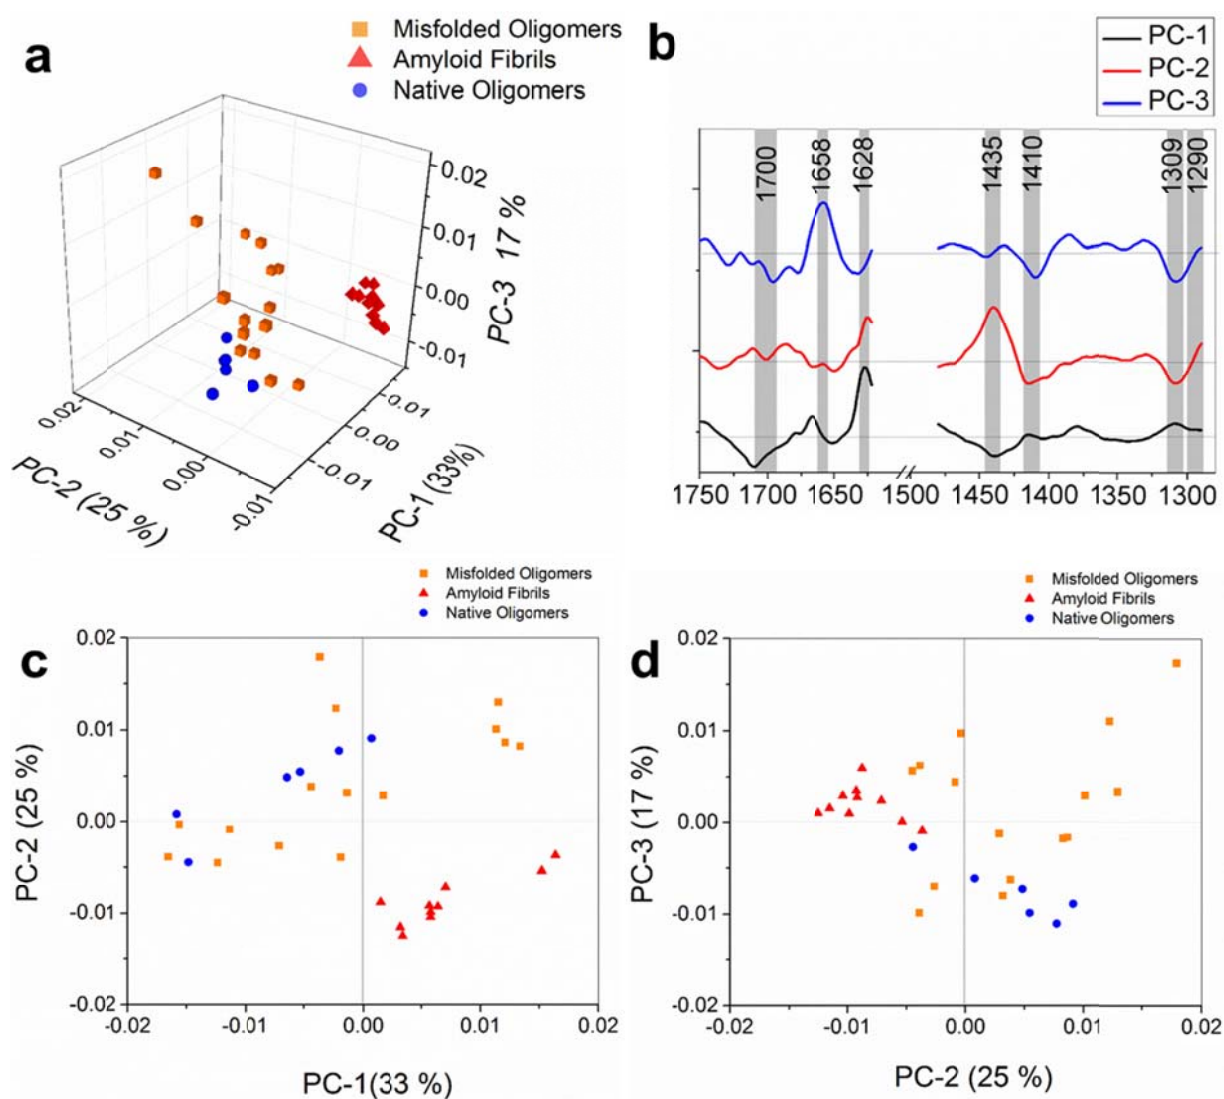 a
Misfolded Oligomers
Amyloid Fibrils
Native Oligomers
0.02
0.01
0.00
-0.01
PC-3 17 %
0.02
0.01
0.00
-0.01
PC-2 (25 %)
0.01
0.00
-0.01
-0.01
PC-1 (33%)
b
PC-1
PC-2
PC-3
1700
1658
1628
1435
1410
1309
1290
1750 1700 1650 1500 1450 1400 1350 1300
c
Misfolded Oligomers
Amyloid Fibrils
Native Oligomers
0.02
0.01
0.00
-0.01
-0.02
PC-2 (25 %)
-0.02 -0.01 0.00 0.01 0.02
PC-1(33 %)
d
Misfolded Oligomers
Amyloid Fibrils
Native Oligomers
0.02
0.01
0.00
-0.01
-0.02
PC-3 (17 %)
-0.02 -0.01 0.00 0.01 0.02
PC-2 (25 %)